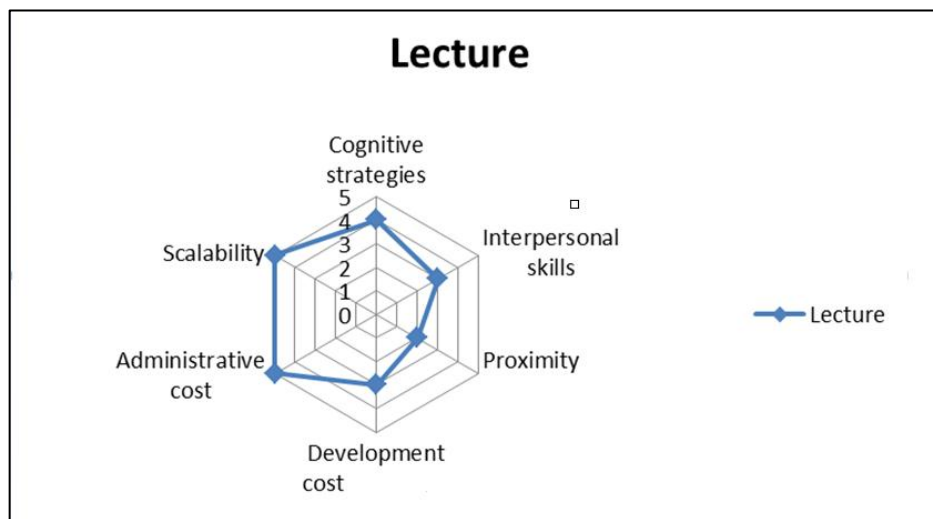 Lecture
Cognitive
strategies
5
4
3
2
1
0
Interpersonal
skills
Scalability
Proximity
Administrative
cost
Development
cost
Lecture